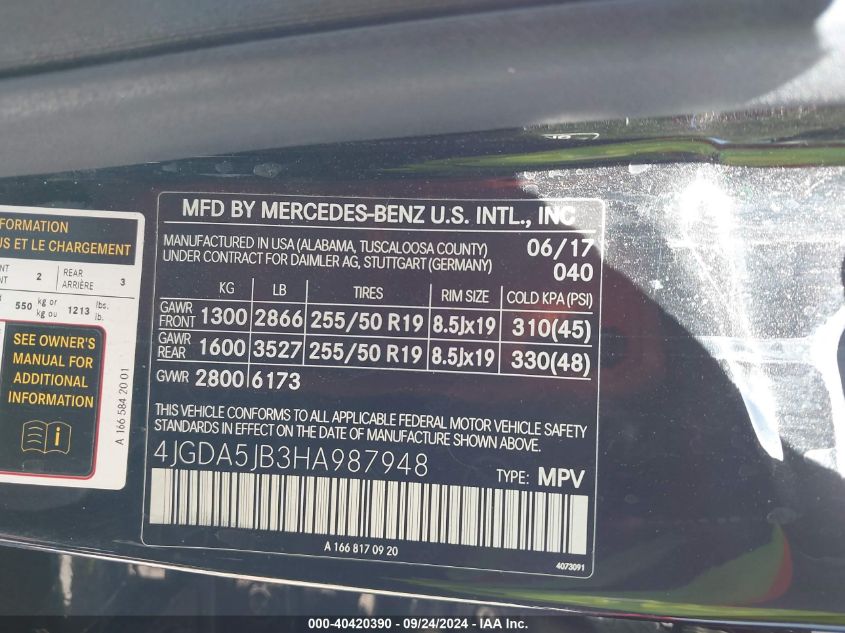 MFD BY MERCEDES-BENZ U.S. INTL., INC
MANUFACTURED IN USA (ALABAMA, TUSCALOOSA COUNTY) 06/17
UNDER CONTRACT FOR DAIMLER AG, STUTTGART (GERMANY) 040
KG LB TIRES RIM SIZE COLD KPA (PSI)
GAWR FRONT 1300 2866 255/50 R19 8.5Jx19 310(45)
GAWR REAR 1600 3527 255/50 R19 8.5Jx19 330(48)
GWR 2800 6173
THIS VEHICLE CONFORMS TO ALL APPLICABLE FEDERAL MOTOR VEHICLE SAFETY
STANDARDS IN EFFECT ON THE DATE OF MANUFACTURE SHOWN ABOVE.
4JGDA5JB3HA987948
TYPE: MPV
A 166 817 09 20
4073091
FORMATION
US ET LE CHARGEMENT
2 REAR ARRIÈRE 3
550 kg or kg ou 1213 lbs. lb.
SEE OWNER'S
MANUAL FOR
ADDITIONAL
INFORMATION
A 166 584 20 01
000-40420390 - 09/24/2024 - IAA Inc.